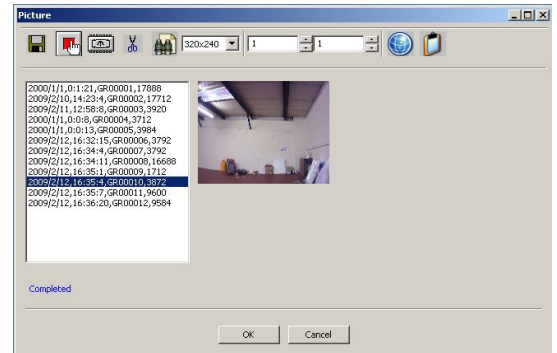 Picture
320x240 1 1
2000/1/1,0:1:21,GR00001,17888
2009/2/10,14:23:4,GR00002,17712
2009/2/11,12:58:8,GR00003,3920
2000/1/1,0:0:8,GR00004,3712
2000/1/1,0:0:13,GR00005,3984
2009/2/12,16:32:15,GR00006,3792
2009/2/12,16:34:4,GR00007,3792
2009/2/12,16:34:11,GR00008,16688
2009/2/12,16:35:1,GR00009,1712
2009/2/12,16:35:4,GR00010,3872
2009/2/12,16:35:7,GR00011,9600
2009/2/12,16:36:20,GR00012,9584
Completed
OK Cancel